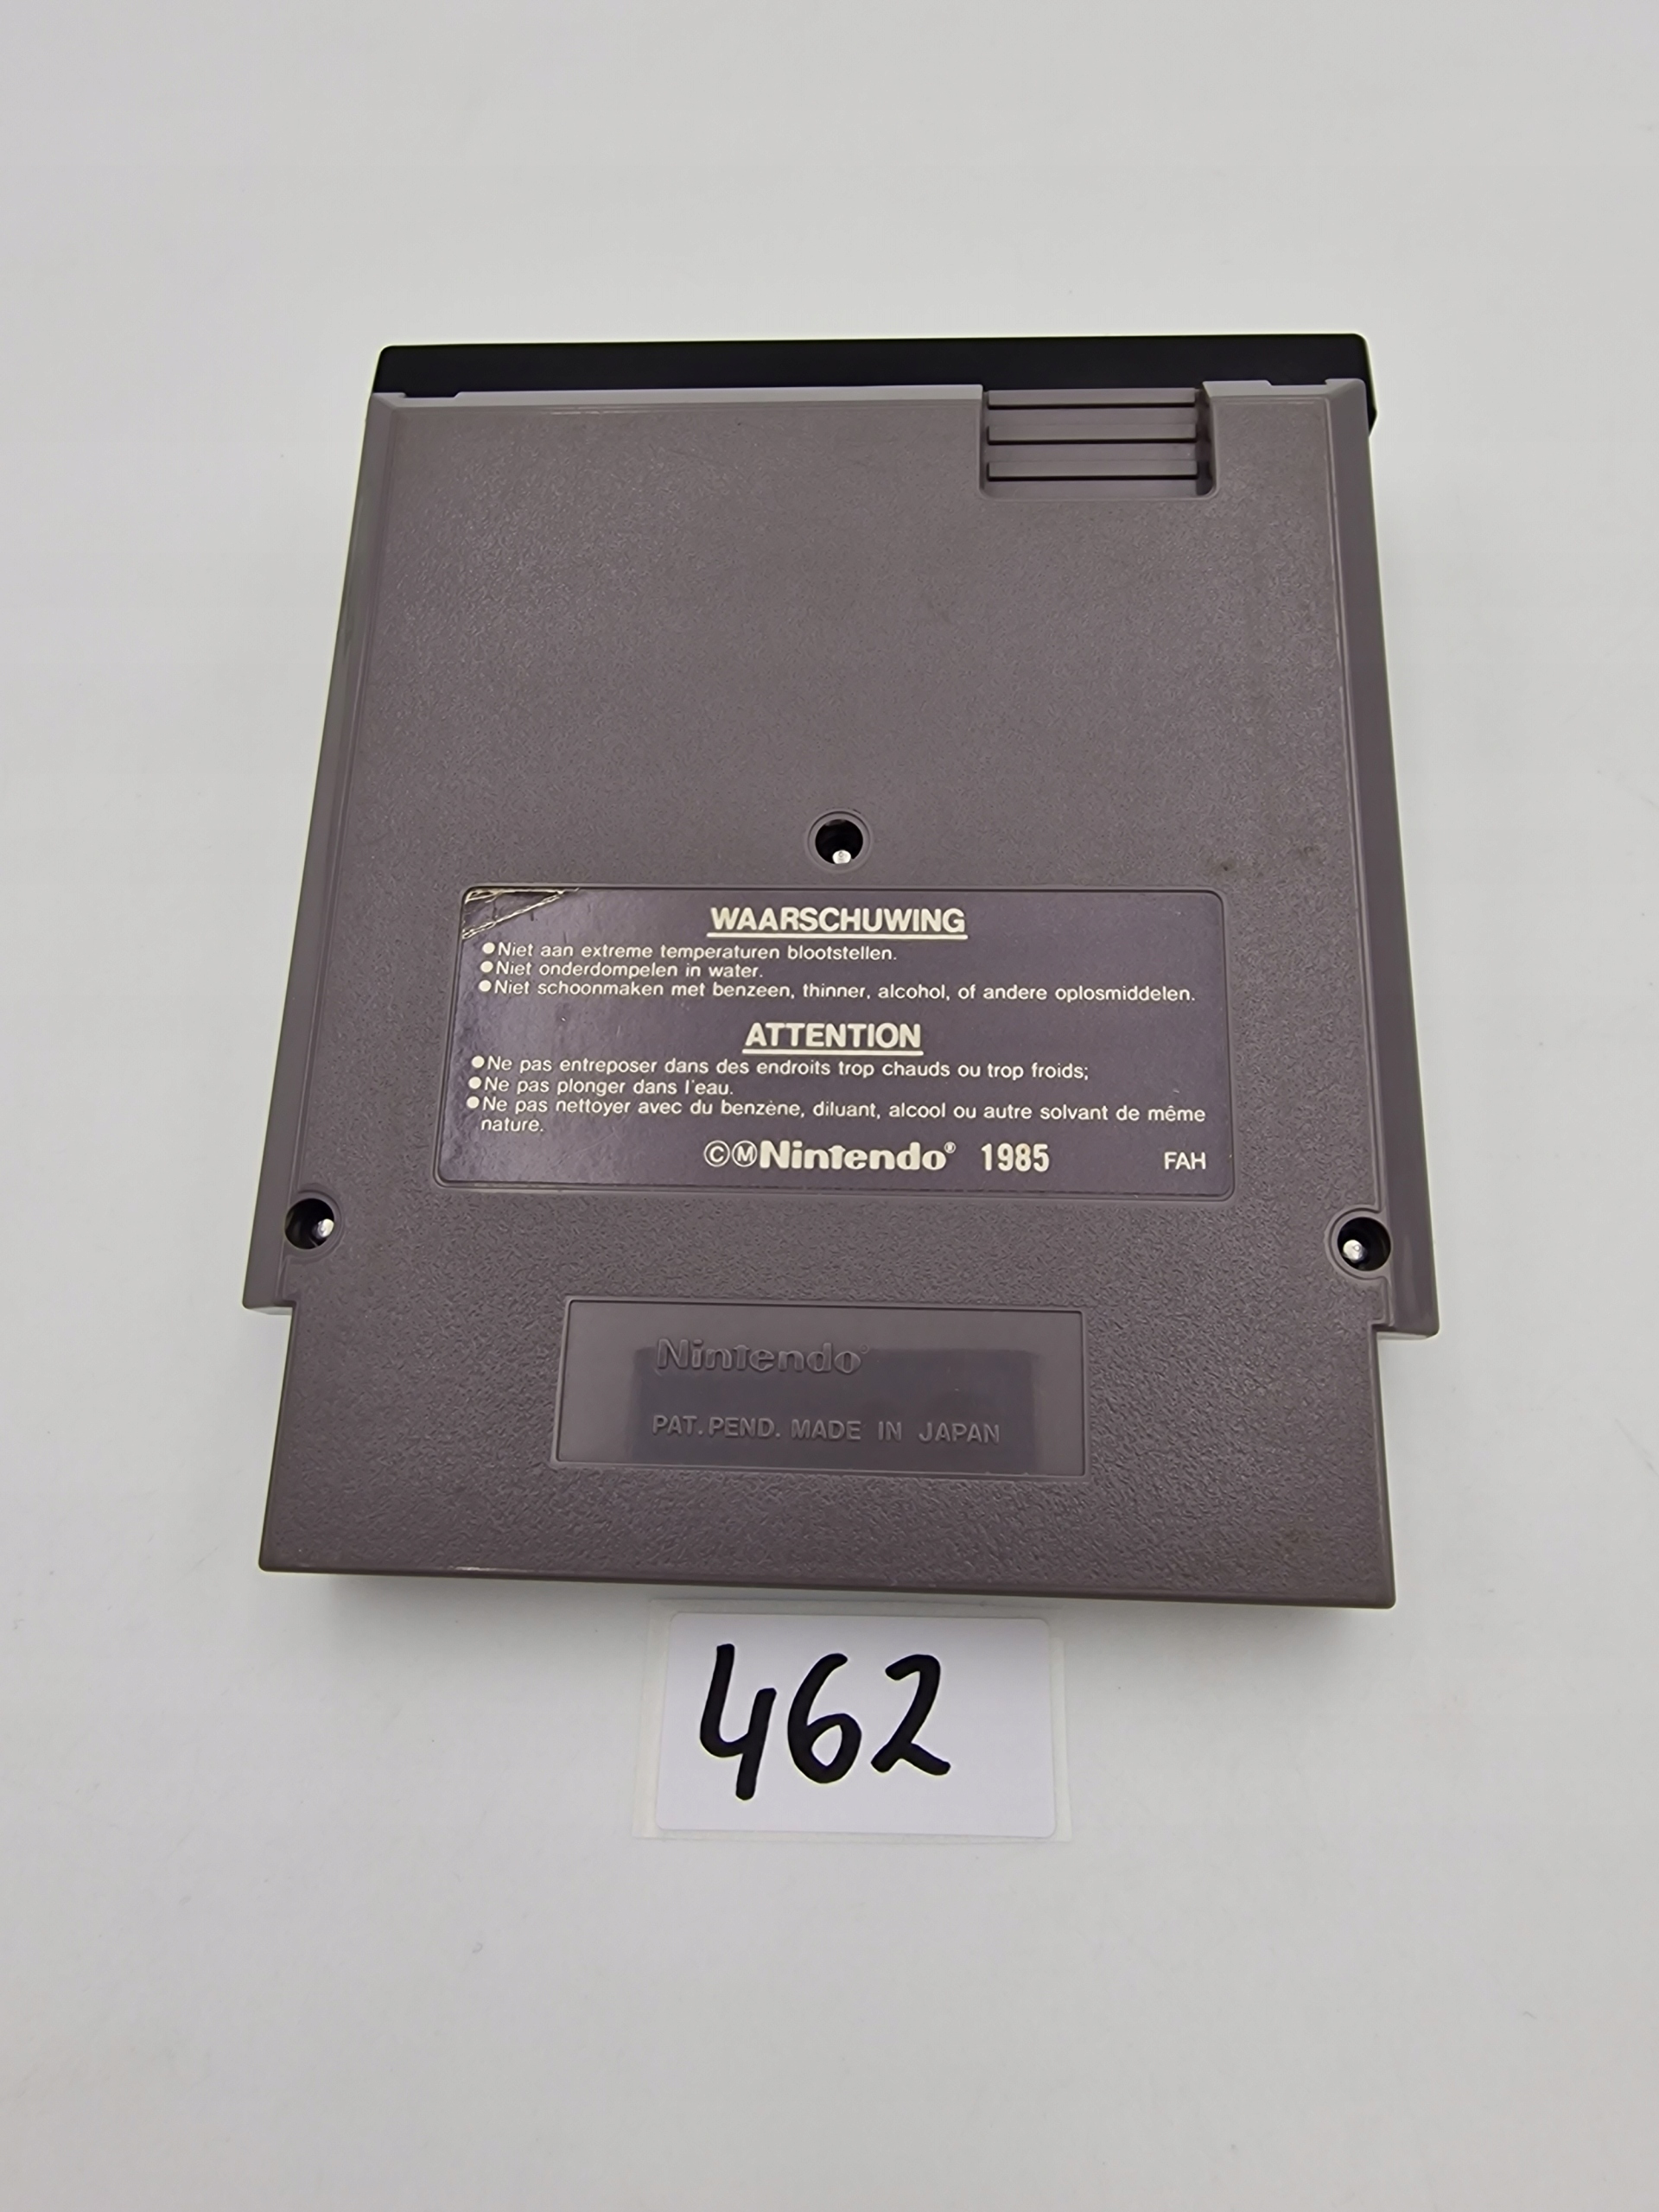 WAARSCHUWING
●Niet aan extreme temperaturen blootstellen.
●Niet onderdompelen in water.
●Niet schoonmaken met benzeen, thinner, alcohol, of andere oplosmiddelen.
ATTENTION
●Ne pas entreposer dans des endroits trop chauds ou trop froids;
●Ne pas plonger dans l'eau.
●Ne pas nettoyer avec du benzène, diluant, alcool ou autre solvant de même
nature.
©ⓂNintendo® 1985 FAH
Nintendo®
PAT. PEND. MADE IN JAPAN
462